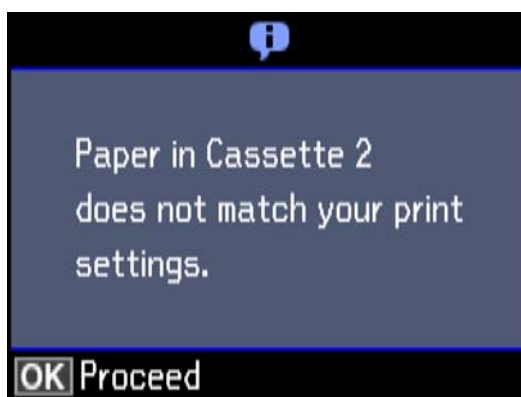 Paper in Cassette 2
does not match your print
settings.
OK Proceed